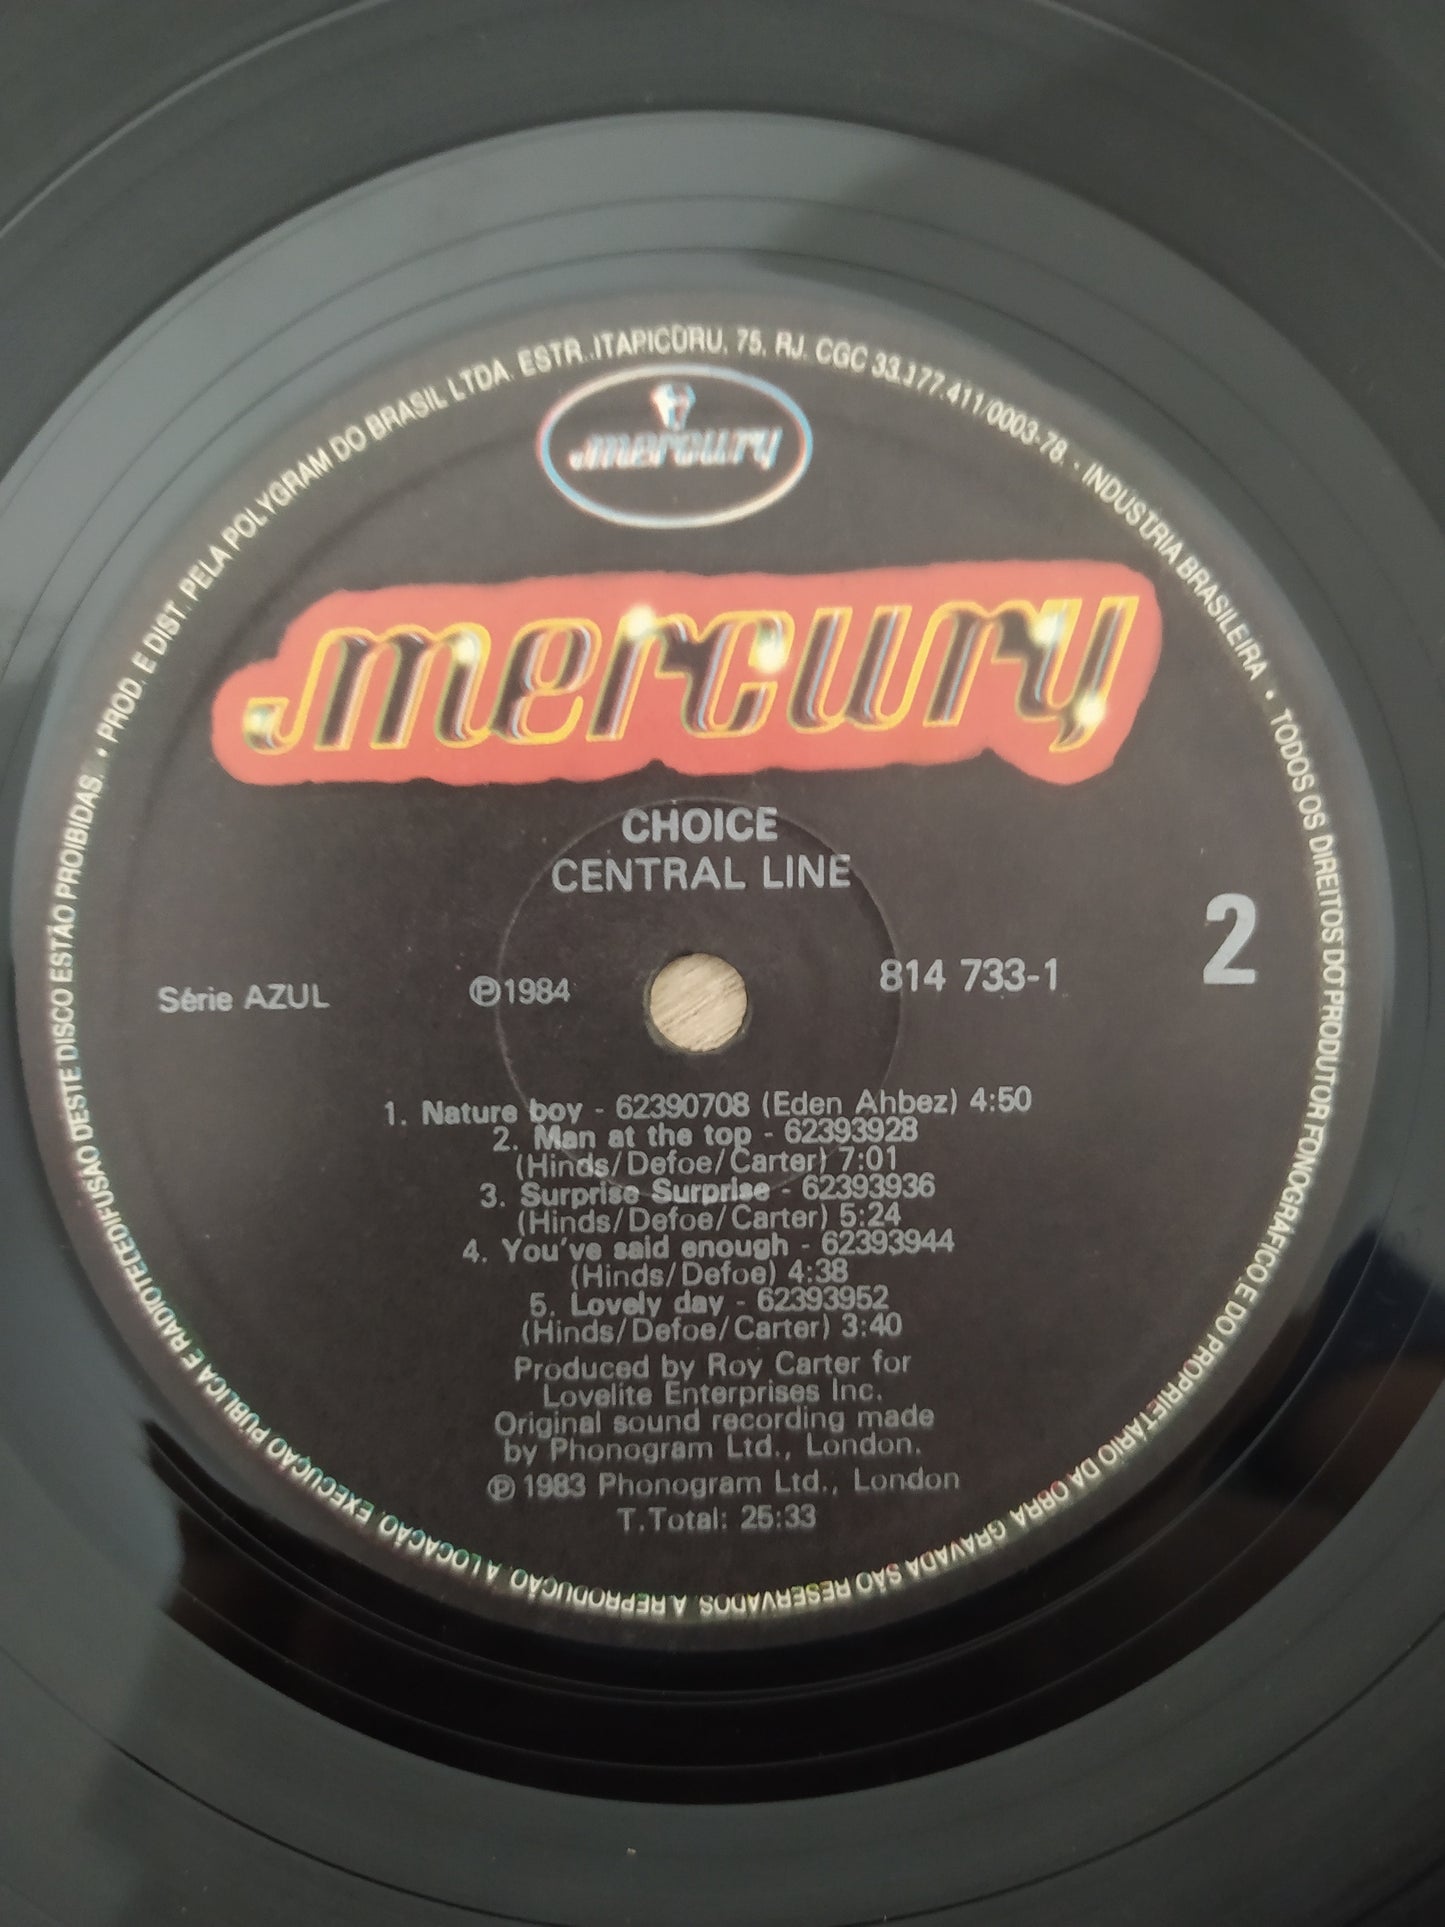 PROD. E DIST. PELA POLYGRAM DO BRASIL LTDA. ESTR. ITAPICURU, 75. RJ. CGC 33.177.411/0003-78. - INDÚSTRIA BRASILEIRA • TODOS OS DIREITOS DO PRODUTOR FONOGRÁFICO E DO PROPRIETÁRIO DA OBRA GRAVADA SÃO RESERVADOS. A REPRODUÇÃO, A LOCAÇÃO, EXECUÇÃO PÚBLICA E RADIOTELEDIFUSÃO DESTE DISCO ESTÃO PROIBIDAS. •
mercury
mercury
CHOICE
CENTRAL LINE
2
Série AZUL
℗1984
814 733-1
1. Nature boy - 62390708 (Eden Ahbez) 4:50
2. Man at the top - 62393928
(Hinds/Defoe/Carter) 7:01
3. Surprise Surprise - 62393936
(Hinds/Defoe/Carter) 5:24
4. You've said enough - 62393944
(Hinds/Defoe) 4:38
5. Lovely day - 62393952
(Hinds/Defoe/Carter) 3:40
Produced by Roy Carter for
Lovelite Enterprises Inc.
Original sound recording made
by Phonogram Ltd., London.
℗ 1983 Phonogram Ltd., London
T.Total: 25:33